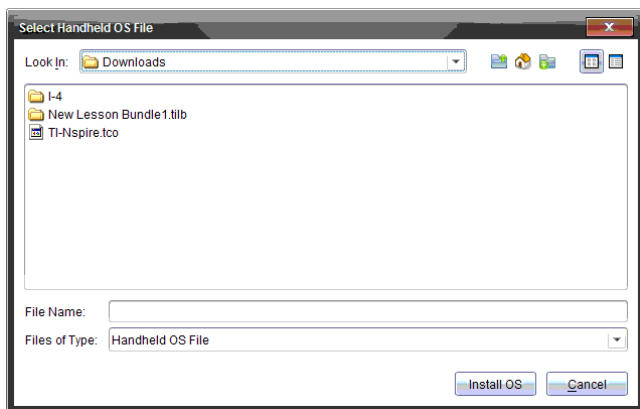 Select Handheld OS File
Look In: Downloads
I-4
New Lesson Bundle1.tilb
TI-Nspire.tco
File Name:
Files of Type: Handheld OS File
Install OS Cancel